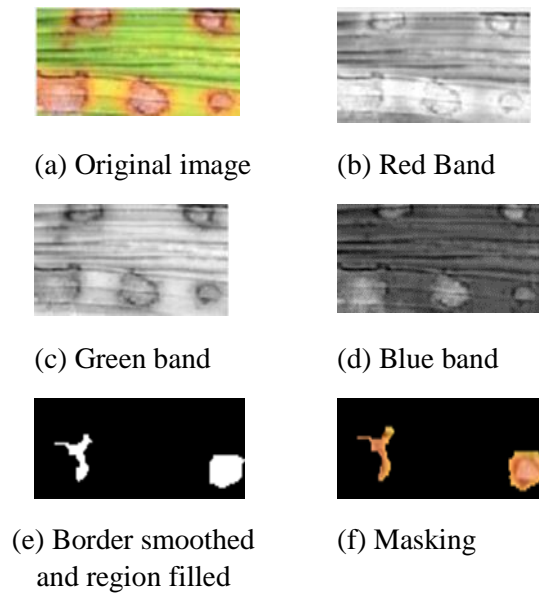 (a) Original image
(b) Red Band
(c) Green band
(d) Blue band
(e) Border smoothed
and region filled
(f) Masking